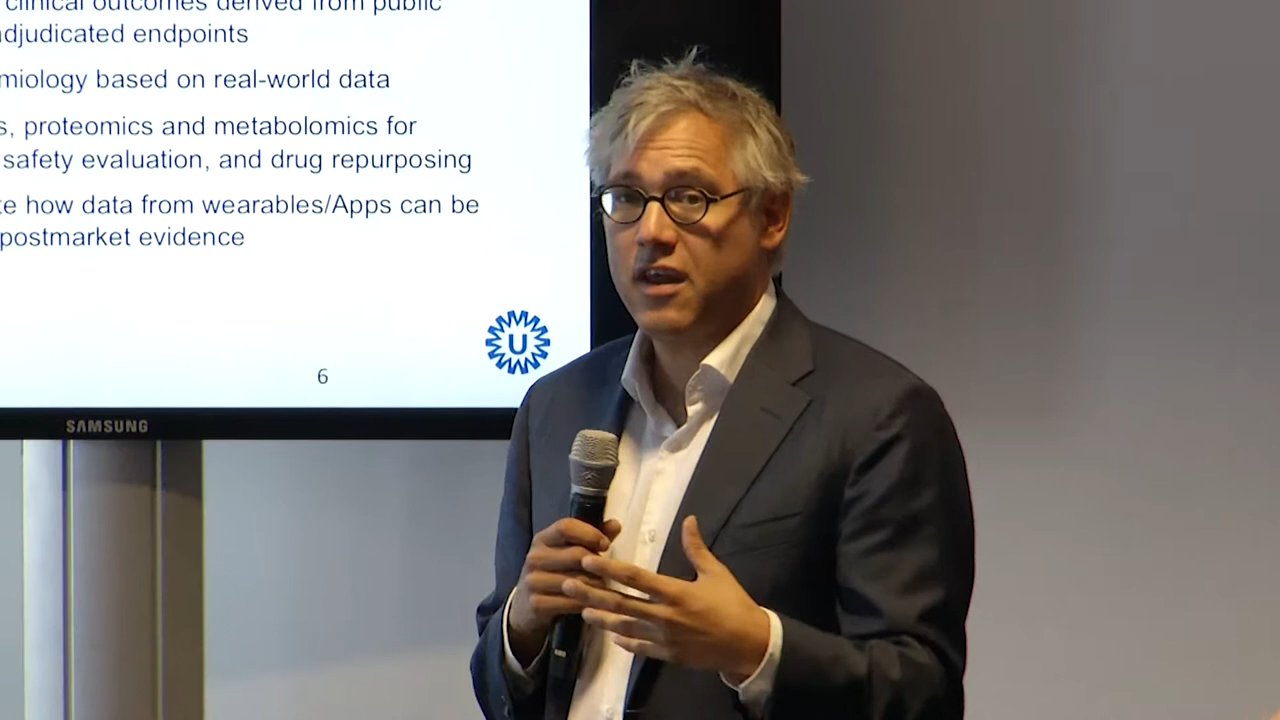 clinical outcomes derived from public
adjudicated endpoints
miology based on real-world data
s, proteomics and metabolomics for
safety evaluation, and drug repurposing
te how data from wearables/Apps can be
postmarket evidence
U
6
SAMSUNG